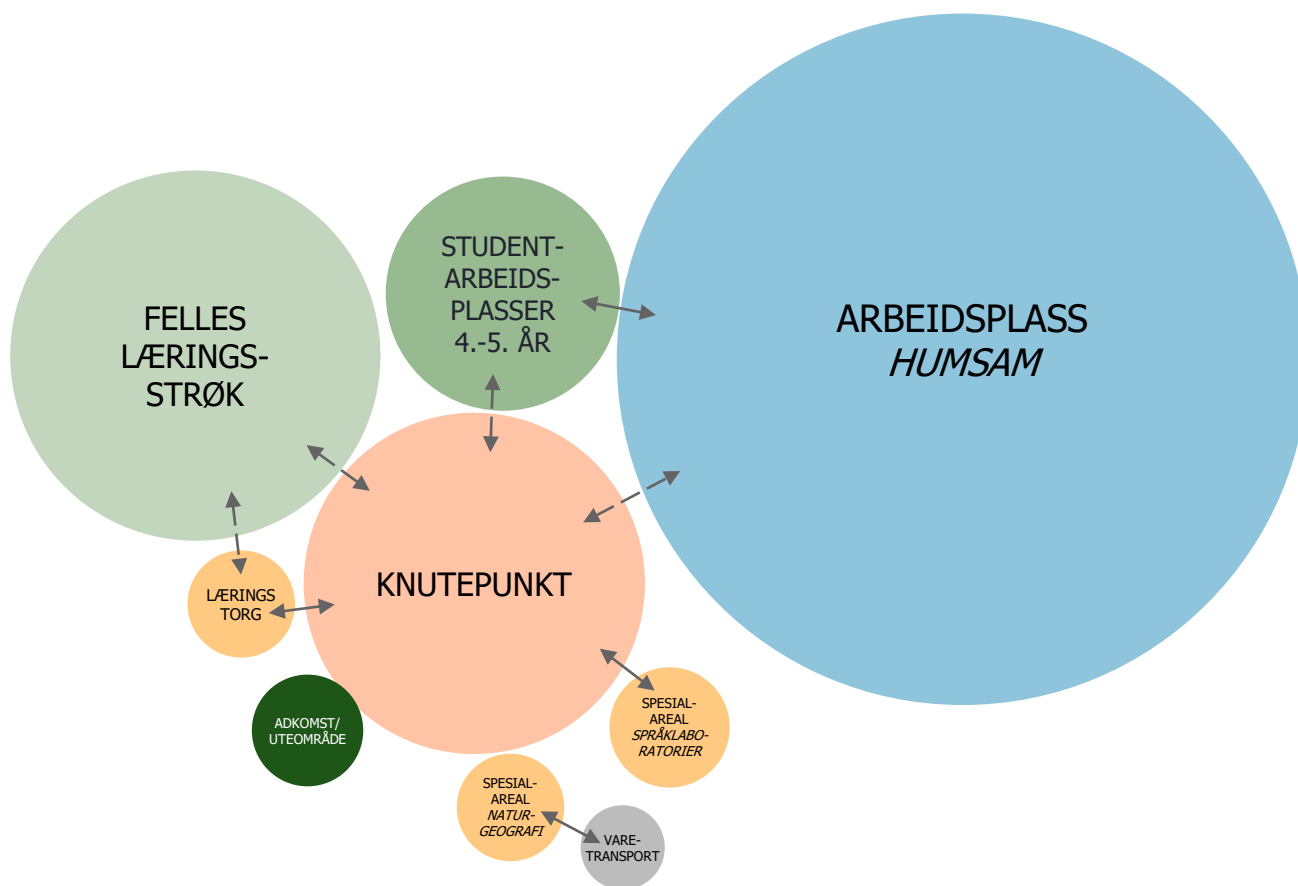 FELLES
LÆRINGS-
STRØK
STUDENT-
ARBEIDS-
PLASSER
4.-5. ÅR
ARBEIDSPLASS
HUMSAM
KNUTEPUNKT
LÆRINGS
TORG
ADKOMST/
UTEOMRÅDE
SPESIAL-
AREAL
SPRÅKLABO-
RATORIER
SPESIAL-
AREAL
NATUR-
GEOGRAFI
VARE-
TRANSPORT